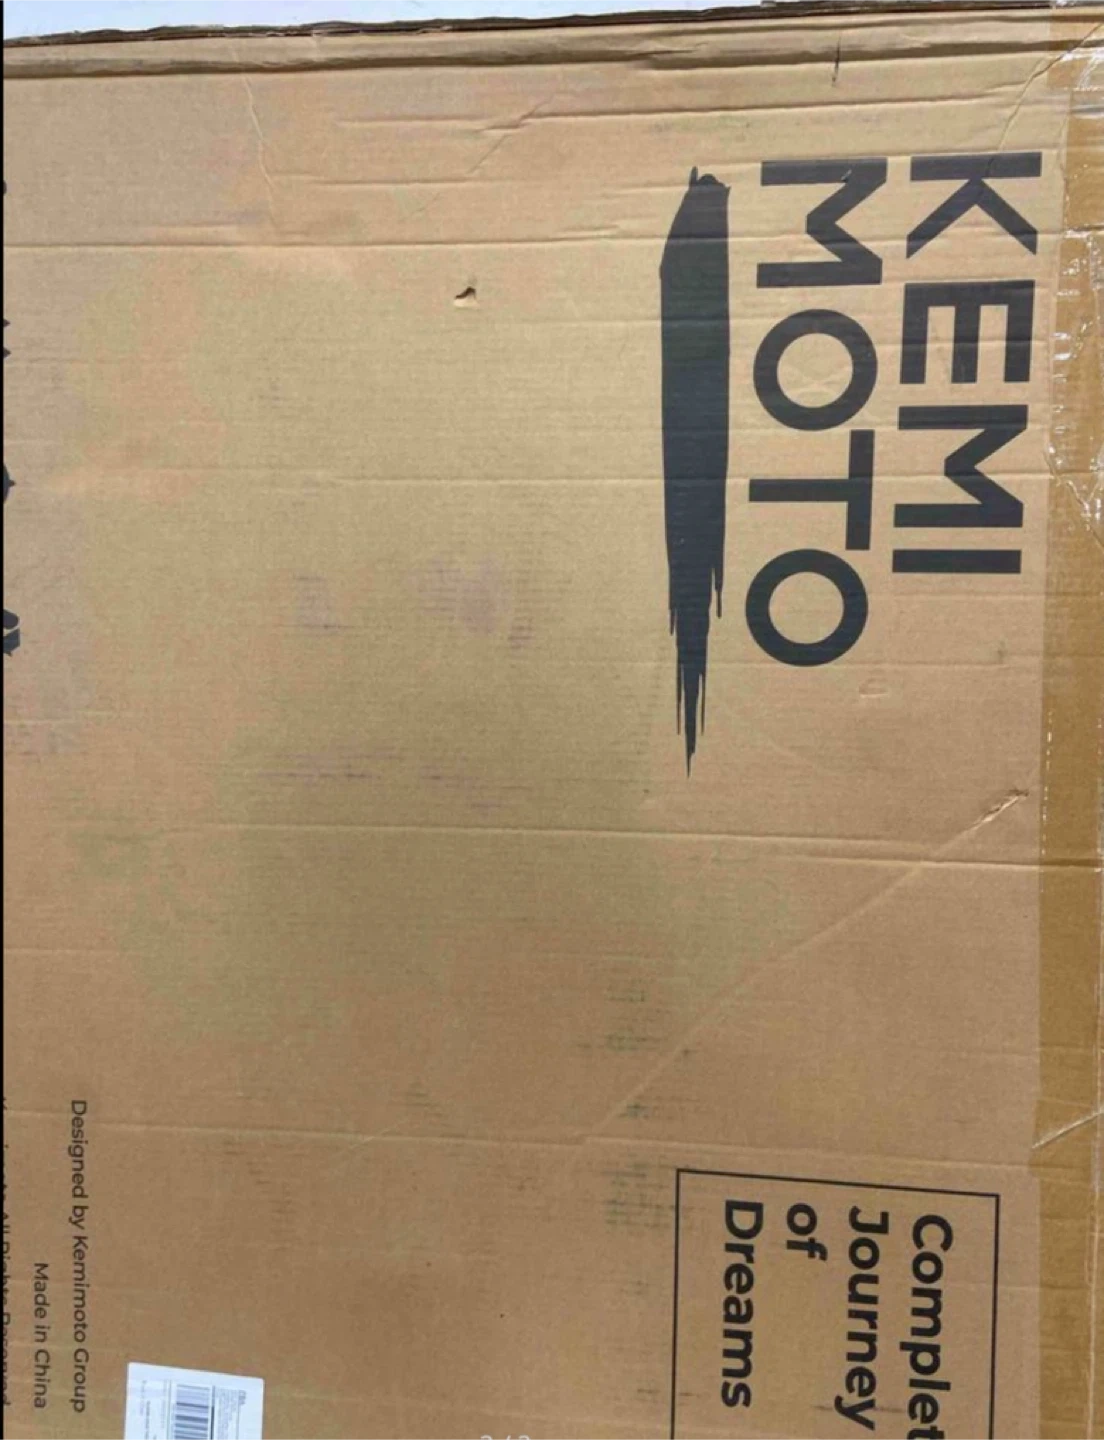 KEMI
MOTO
Complet
Journey
of
Dreams
Designed by Kemimoto Group
Made in China